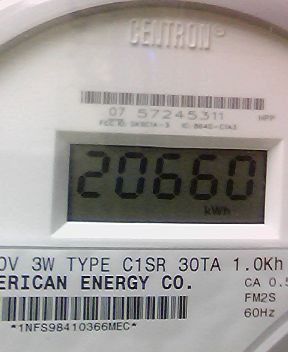 CENTRON®
07 57245311
HPP
20660
kWh
0V 3W TYPE C1SR 30TA 1.0Kh
ERICAN ENERGY CO.
CA 0.5
FM2S
60Hz
*1NFS98410366MEC*